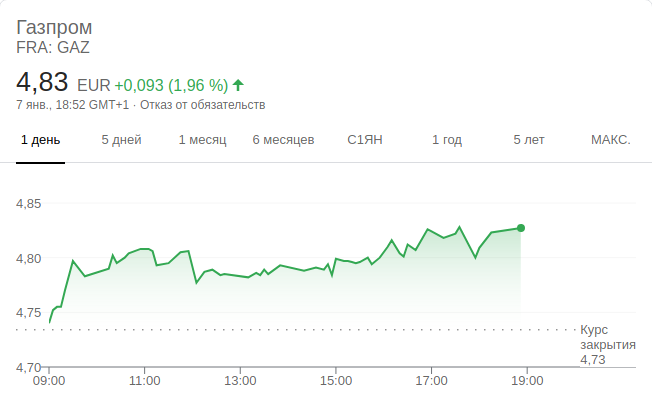 Газпром
FRA: GAZ
4,83 EUR +0,093 (1,96 %)
7 янв., 18:52 GMT+1 · Отказ от обязательств
1 день 5 дней 1 месяц 6 месяцев С1ЯН 1 год 5 лет МАКС.
4,85
4,80
4,75
Курс
закрытия
4,73
4,70
09:00 11:00 13:00 15:00 17:00 19:00